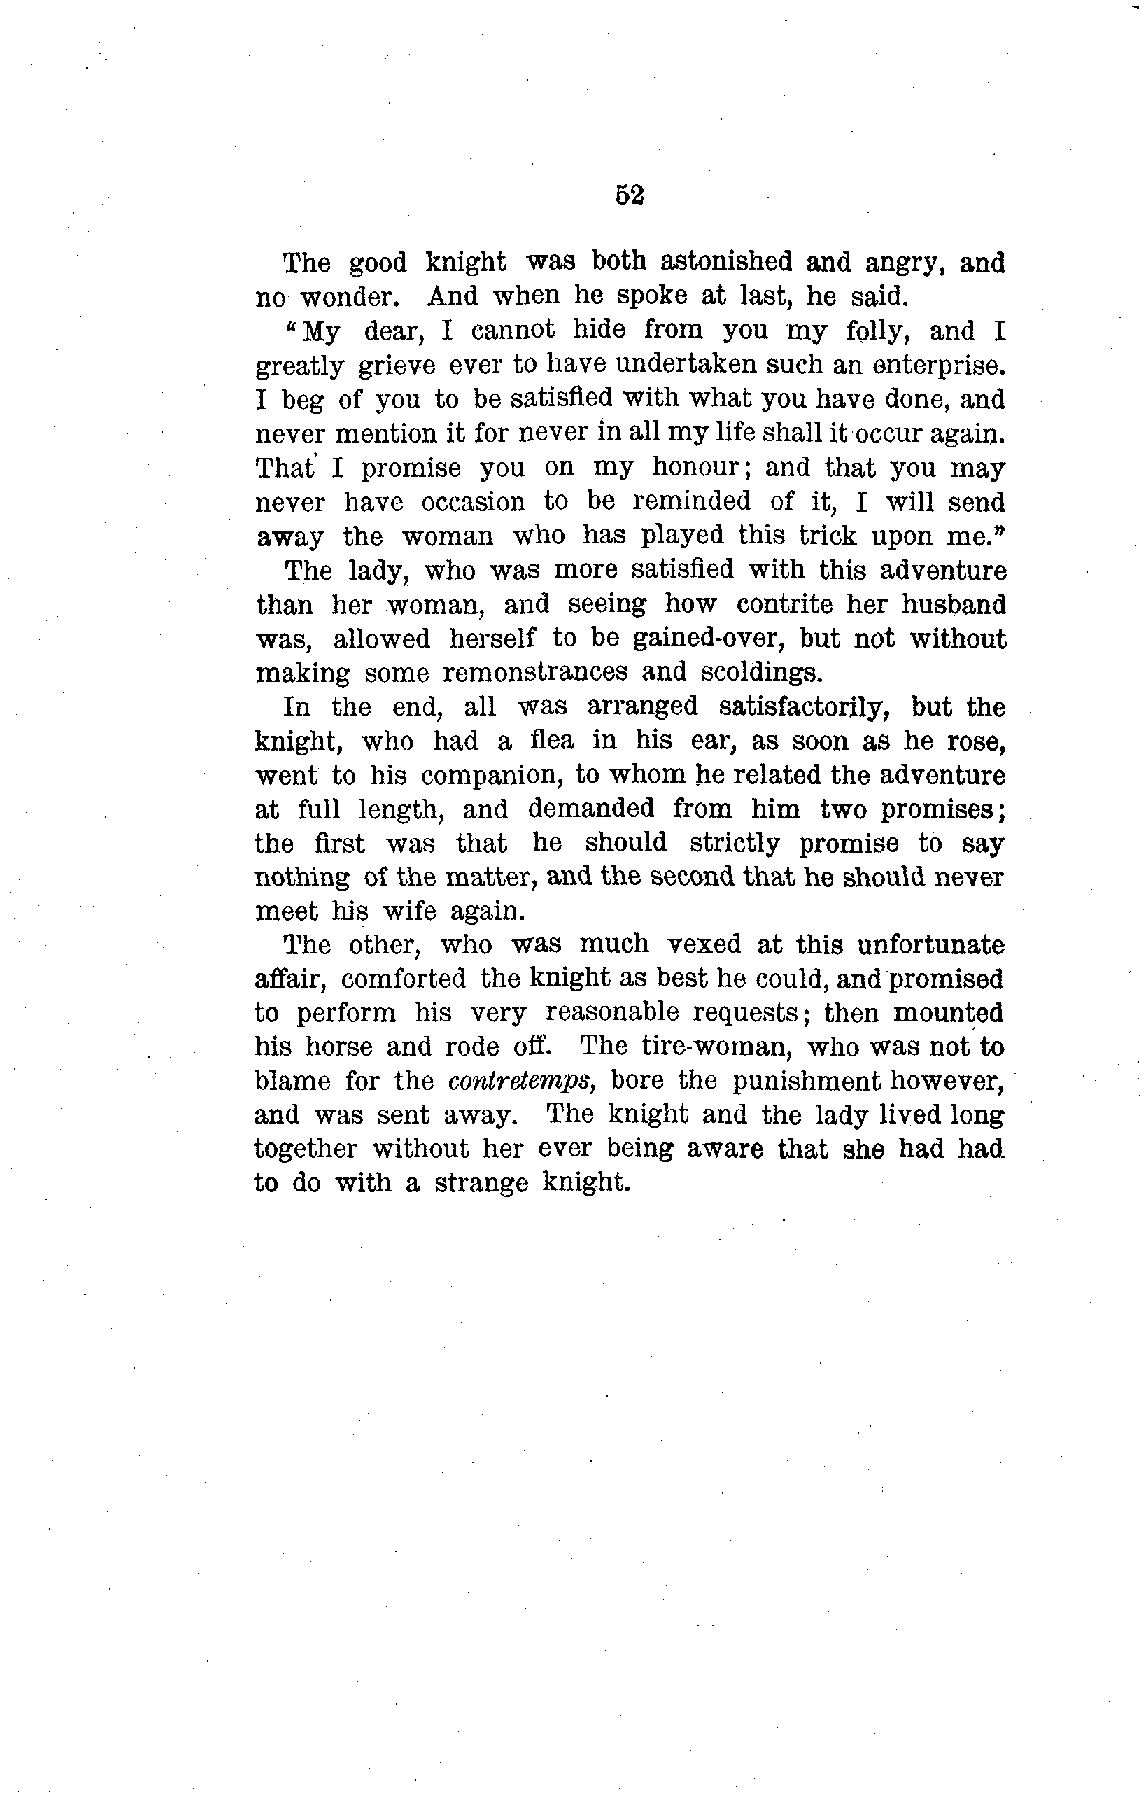 52
The good knight was both astonished and angry, and
no wonder. And when he spoke at last, he said.
"My dear, I cannot hide from you my folly, and I
greatly grieve ever to have undertaken such an enterprise.
I beg of you to be satisfied with what you have done, and
never mention it for never in all my life shall it occur again.
That I promise you on my honour; and that you may
never have occasion to be reminded of it, I will send
away the woman who has played this trick upon me."
The lady, who was more satisfied with this adventure
than her woman, and seeing how contrite her husband
was, allowed herself to be gained-over, but not without
making some remonstrances and scoldings.
In the end, all was arranged satisfactorily, but the
knight, who had a flea in his ear, as soon as he rose,
went to his companion, to whom he related the adventure
at full length, and demanded from him two promises;
the first was that he should strictly promise to say
nothing of the matter, and the second that he should never
meet his wife again.
The other, who was much vexed at this unfortunate
affair, comforted the knight as best he could, and promised
to perform his very reasonable requests; then mounted
his horse and rode off. The tire-woman, who was not to
blame for the contretemps, bore the punishment however,
and was sent away. The knight and the lady lived long
together without her ever being aware that she had had
to do with a strange knight.